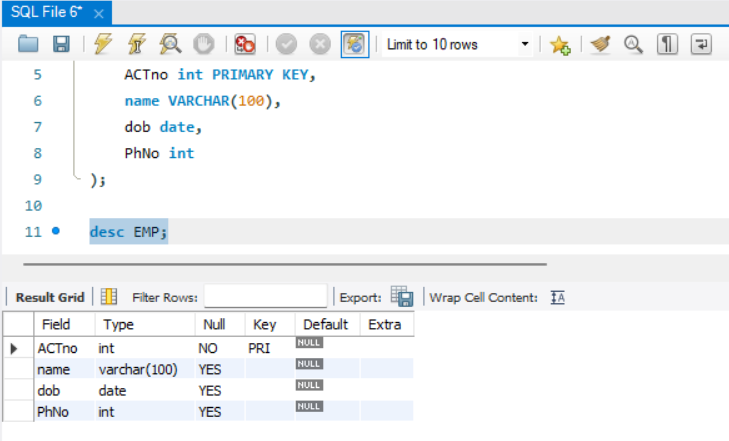 SQL File 6* ×
Limit to 10 rows
5 ACTno int PRIMARY KEY,
6 name VARCHAR(100),
7 dob date,
8 PhNo int
9 );
10
11 desc EMP;
Result Grid Filter Rows: Export: Wrap Cell Content: IA
Field Type Null Key Default Extra
ACTno int NO PRI NULL
name varchar(100) YES NULL
dob date YES NULL
PhNo int YES NULL